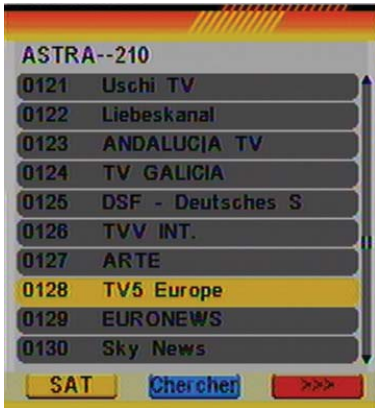 ASTRA--210
0121 Uschi TV
0122 Liebeskanal
0123 ANDALUCIA TV
0124 TV GALICIA
0125 DSF - Deutsches S
0126 TVV INT.
0127 ARTE
0128 TV5 Europe
0129 EURONEWS
0130 Sky News
SAT Chercher >>>